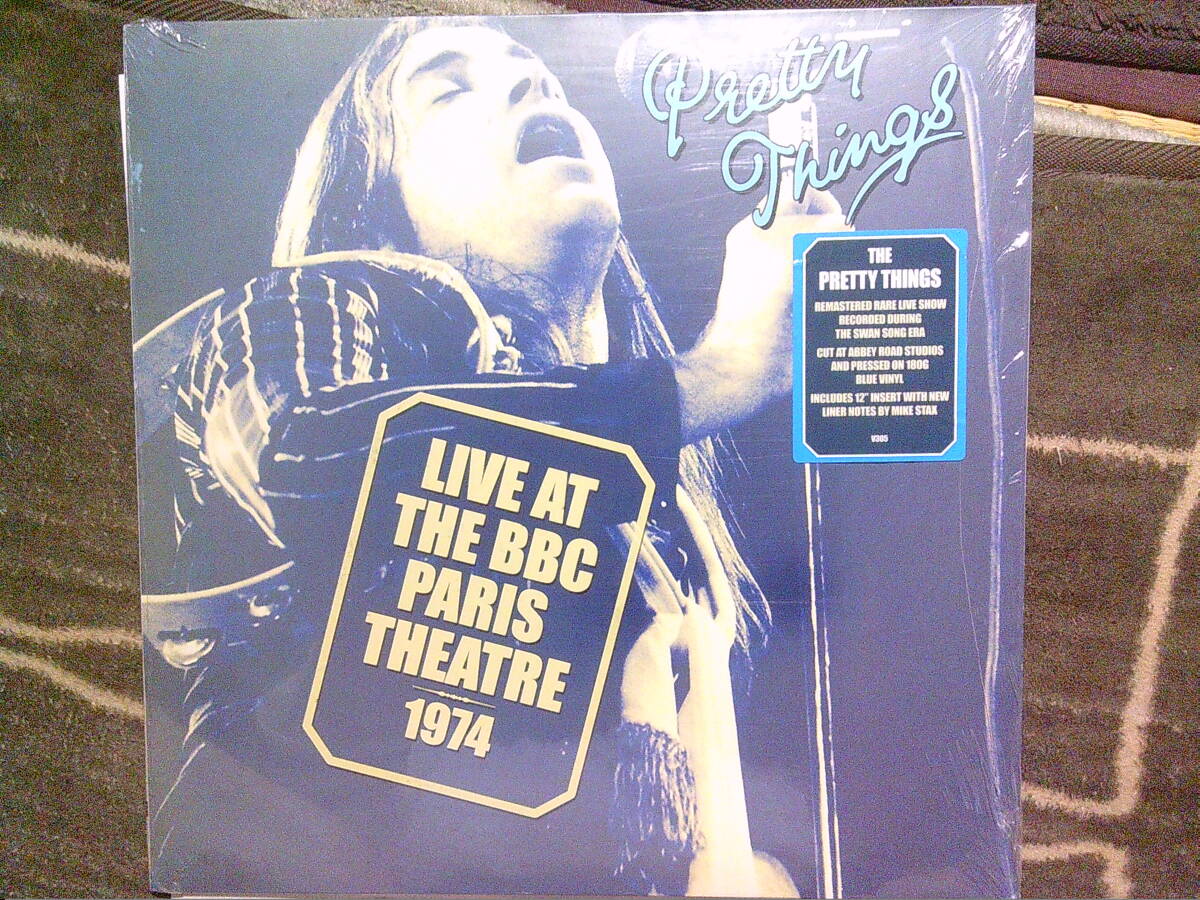 Pretty
Things
THE
PRETTY THINGS
REMASTERED RARE LIVE SHOW
RECORDED DURING
THE SWAN SONG ERA
CUT AT ABBEY ROAD STUDIOS
AND PRESSED ON 180G
BLUE VINYL
INCLUDES 12" INSERT WITH NEW
LINER NOTES BY MIKE STAX
V305
LIVE AT
THE BBC
PARIS
THEATRE
1974